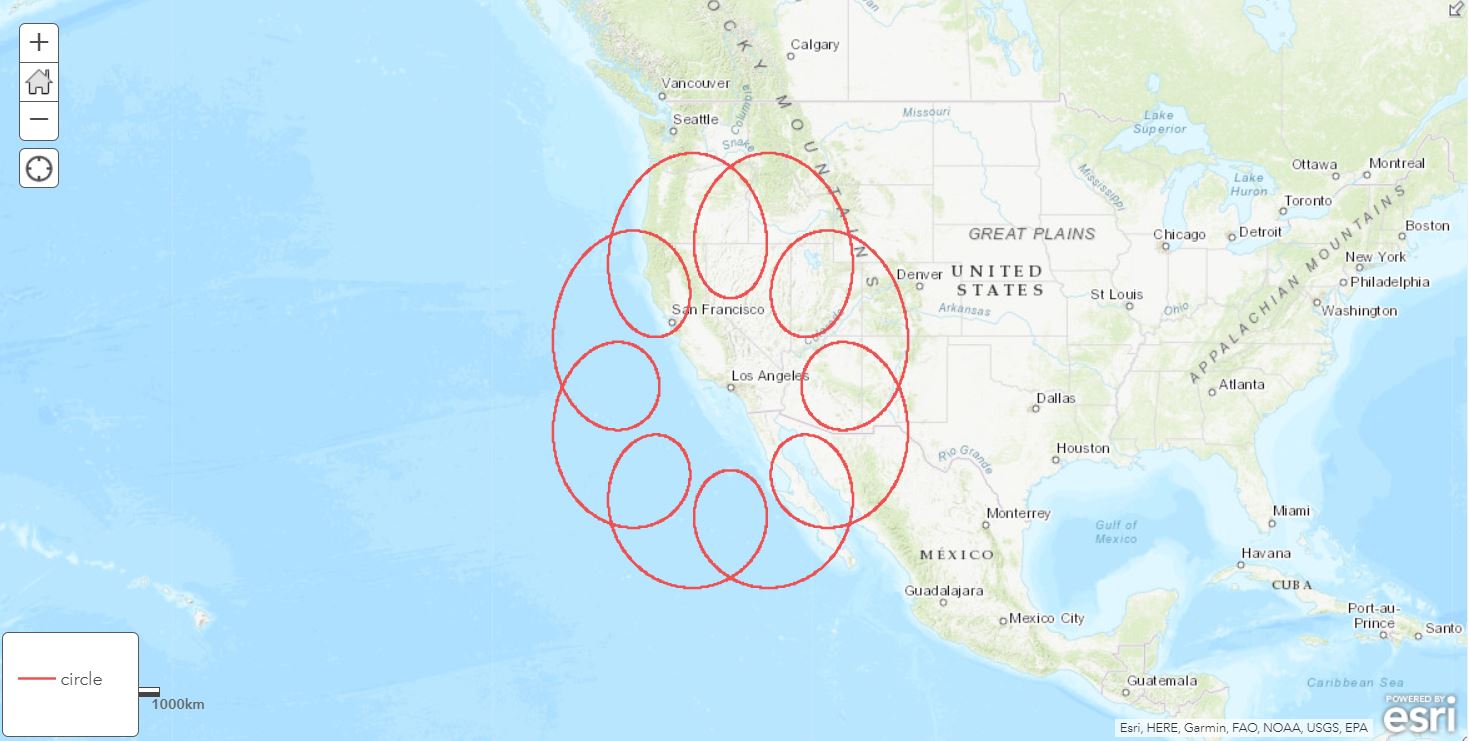 Calgary
ROCKY MOUNTAINS
Vancouver
Columbia
Seattle
Snake
Missouri
Lake
Superior
Ottawa
Montreal
Lake
Huron
Toronto
Mississippi
Boston
GREAT PLAINS
Chicago
Detroit
New York
APPALACHIAN MOUNTAINS
Denver
UNITED
STATES
Philadelphia
St Louis
Ohio
Washington
San Francisco
Arkansas
Colorado
Los Angeles
Atlanta
Dallas
Rio Grande
Houston
Monterrey
Gulf of
Mexico
Miami
MÉXICO
Havana
CUBA
Guadalajara
Mexico City
Port-au-
Prince
Santo
circle
Guatemala
Caribbean Sea
1000km
POWERED BY
esri
Esri, HERE, Garmin, FAO, NOAA, USGS, EPA